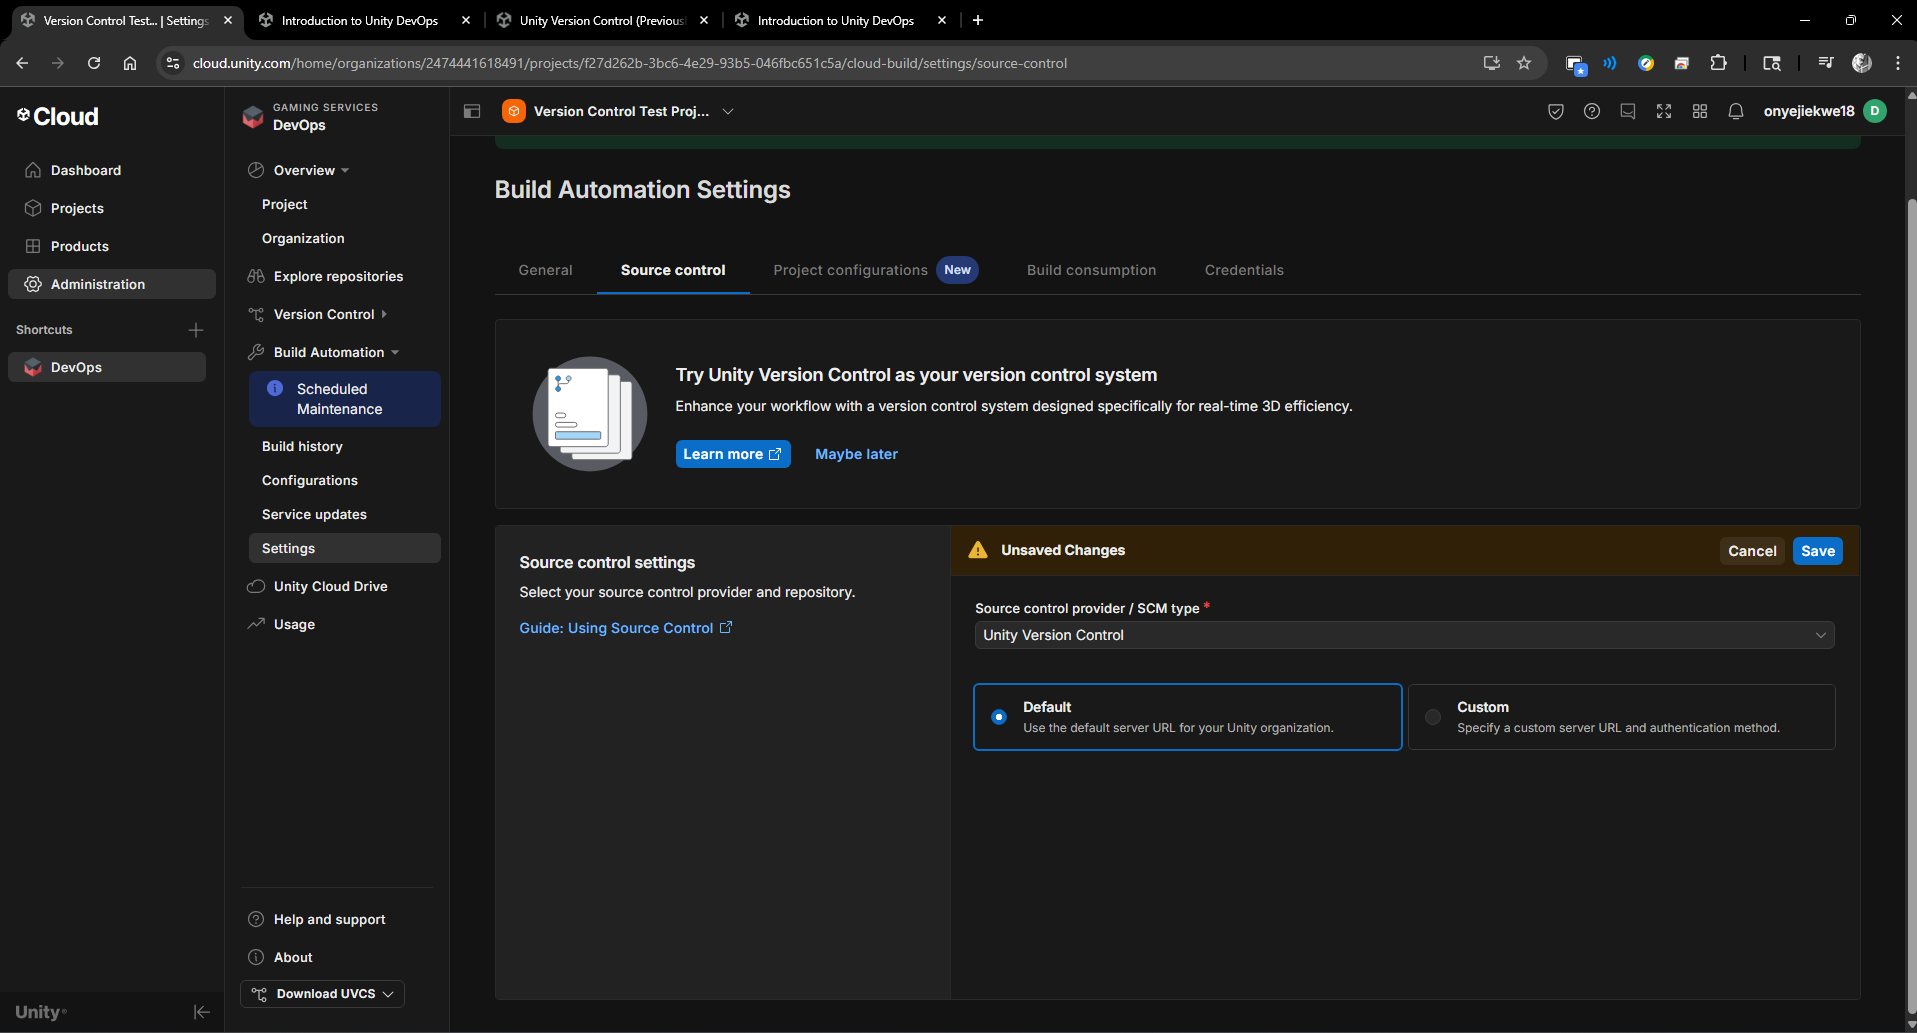 Version Control Test... | Settings
Introduction to Unity DevOps
Unity Version Control (Previous
Introduction to Unity DevOps
cloud.unity.com/home/organizations/2474441618491/projects/f27d262b-3bc6-4e29-93b5-046fbc651c5a/cloud-build/settings/source-control
Cloud
Dashboard
Projects
Products
Administration
Shortcuts
DevOps
Unity
GAMING SERVICES
DevOps
Overview
Project
Organization
Explore repositories
Version Control
Build Automation
Scheduled
Maintenance
Build history
Configurations
Service updates
Settings
Unity Cloud Drive
Usage
Help and support
About
Download UVCS
Version Control Test Proj...
onyejiekwe18
D
Build Automation Settings
General
Source control
Project configurations
New
Build consumption
Credentials
Try Unity Version Control as your version control system
Enhance your workflow with a version control system designed specifically for real-time 3D efficiency.
Learn more
Maybe later
Source control settings
Select your source control provider and repository.
Guide: Using Source Control
Unsaved Changes
Cancel
Save
Source control provider / SCM type *
Unity Version Control
Default
Use the default server URL for your Unity organization.
Custom
Specify a custom server URL and authentication method.